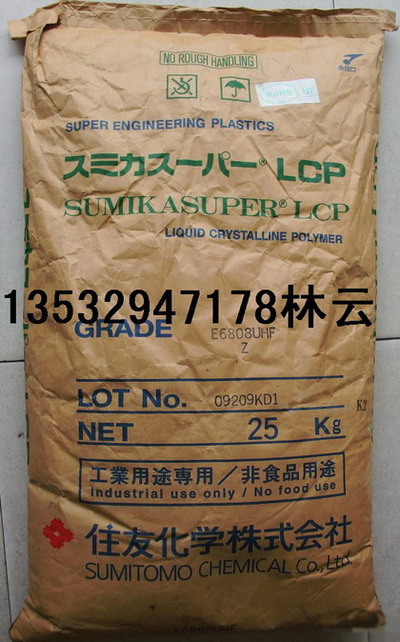 NO ROUGH HANDLING
SUPER ENGINEERING PLASTICS
スミカスーパー® LCP
SUMIKASUPER® LCP
LIQUID CRYSTALLINE POLYMER
13532947178林云
GRADE E6808UHF
Z
LOT No. 09209KD1 K2
NET 25 Kg
工業用途専用/非食品用途
Industrial use only / No food use
住友化学株式会社
SUMITOMO CHEMICAL Co., Ltd.